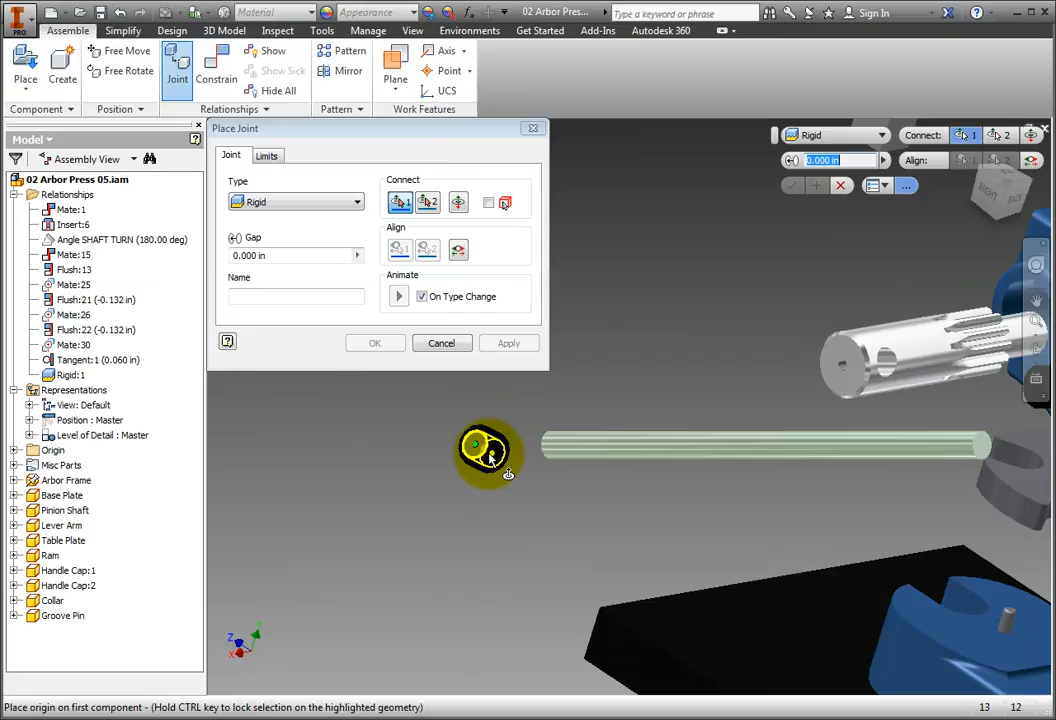 Material
Appearance
fx
02 Arbor Pres...
Type a keyword or phrase
Sign In
PRO
Assemble
Simplify
Design
3D Model
Inspect
Tools
Manage
View
Environments
Get Started
Add-Ins
Autodesk 360
Place
Create
Free Move
Free Rotate
Joint
Constrain
Show
Show Sick
Hide All
Pattern
Mirror
Plane
Axis
Point
UCS
Component
Position
Relationships
Pattern
Work Features
Model
Assembly View
02 Arbor Press 05.iam
Relationships
Mate:1
Insert:6
Angle SHAFT TURN (180.00 deg)
Mate:15
Flush:13
Mate:25
Flush:21 (-0.132 in)
Mate:26
Flush:22 (-0.132 in)
Mate:30
Tangent:1 (0.060 in)
Rigid:1
Representations
View: Default
Position : Master
Level of Detail : Master
Origin
Misc Parts
Arbor Frame
Base Plate
Pinion Shaft
Lever Arm
Table Plate
Ram
Handle Cap:1
Handle Cap:2
Collar
Groove Pin
Place Joint
Joint
Limits
Type
Rigid
Gap
0.000 in
Name
Connect
1
2
Align
Animate
On Type Change
OK
Cancel
Apply
Rigid
Connect:
1
2
0.000 in
Align:
1
2
...
RIGHT
BACK
Z
Y
X
Place origin on first component - (Hold CTRL key to lock selection on the highlighted geometry)
13
12